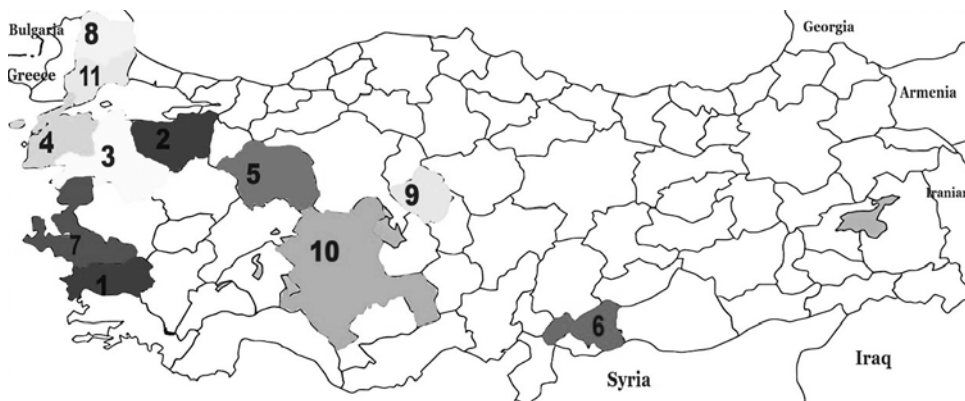 Bulgaria
8
Georgia
Greece
11
Armenia
4
2
3
5
9
Iranian
7
10
1
6
Syria
Iraq